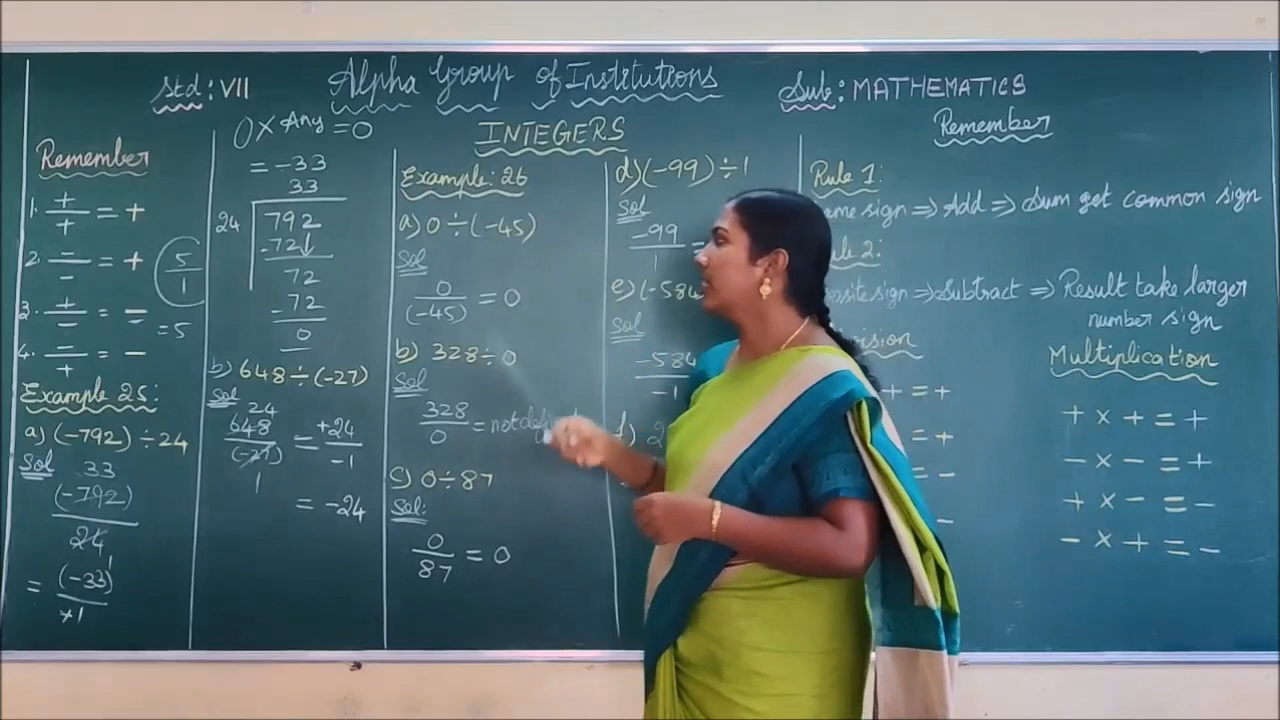 Std: VII
Alpha Group of Institutions
Sub: MATHEMATICS
INTEGERS
Remember
1. + / + = +
2. - / - = +
3. + / - = -
4. - / + = -
5 / 1
= 5
Example 25:
a) (-792) ÷ 24
Sol
33
(-792)
24
1
= (-33)
+1
0 × Any = 0
= -33
33
24 792
-72↓
72
-72
0
b) 648 ÷ (-27)
Sol
24
648 / (-27) = +24 / -1
1
= -24
Example: 26
a) 0 ÷ (-45)
Sol
0 / (-45) = 0
b) 328 ÷ 0
Sol
328 / 0 = not
c) 0 ÷ 87
Sol:
0 / 87 = 0
d) (-99) ÷ 1
Sol
-99 / 1 =
e) (-584
Sol
-584
-1
f) 2
Remember
Rule 1:
sign ⇒ Add ⇒ Sum get common sign
Rule 2:
sign ⇒ Subtract ⇒ Result take larger
number sign
+ = +
= +
= -
-
Multiplication
+ × + = +
- × - = +
+ × - = -
- × + = -